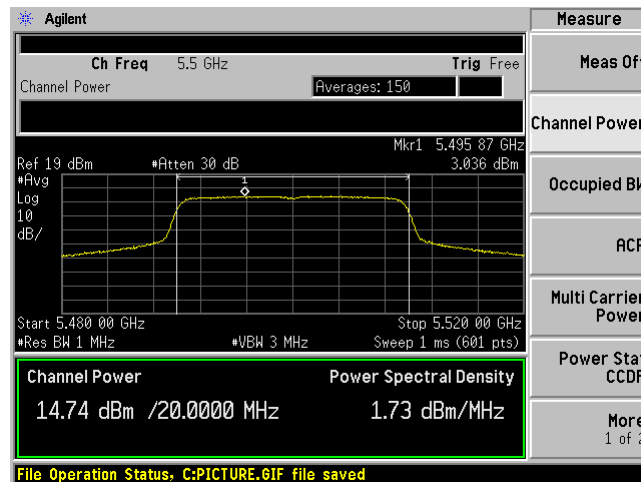 Agilent
Measure
Ch Freq 5.5 GHz Trig Free
Channel Power Averages: 150
Mkr1 5.495 87 GHz
Ref 19 dBm #Atten 30 dB 3.036 dBm
#Avg
Log
10
dB/
1
Start 5.480 00 GHz Stop 5.520 00 GHz
#Res BW 1 MHz #VBW 3 MHz Sweep 1 ms (601 pts)
Channel Power Power Spectral Density
14.74 dBm /20.0000 MHz 1.73 dBm/MHz
File Operation Status, C:PICTURE.GIF file saved
Meas Of
Channel Power
Occupied BW
ACP
Multi Carrier
Power
Power Sta
CCDF
More
1 of 2